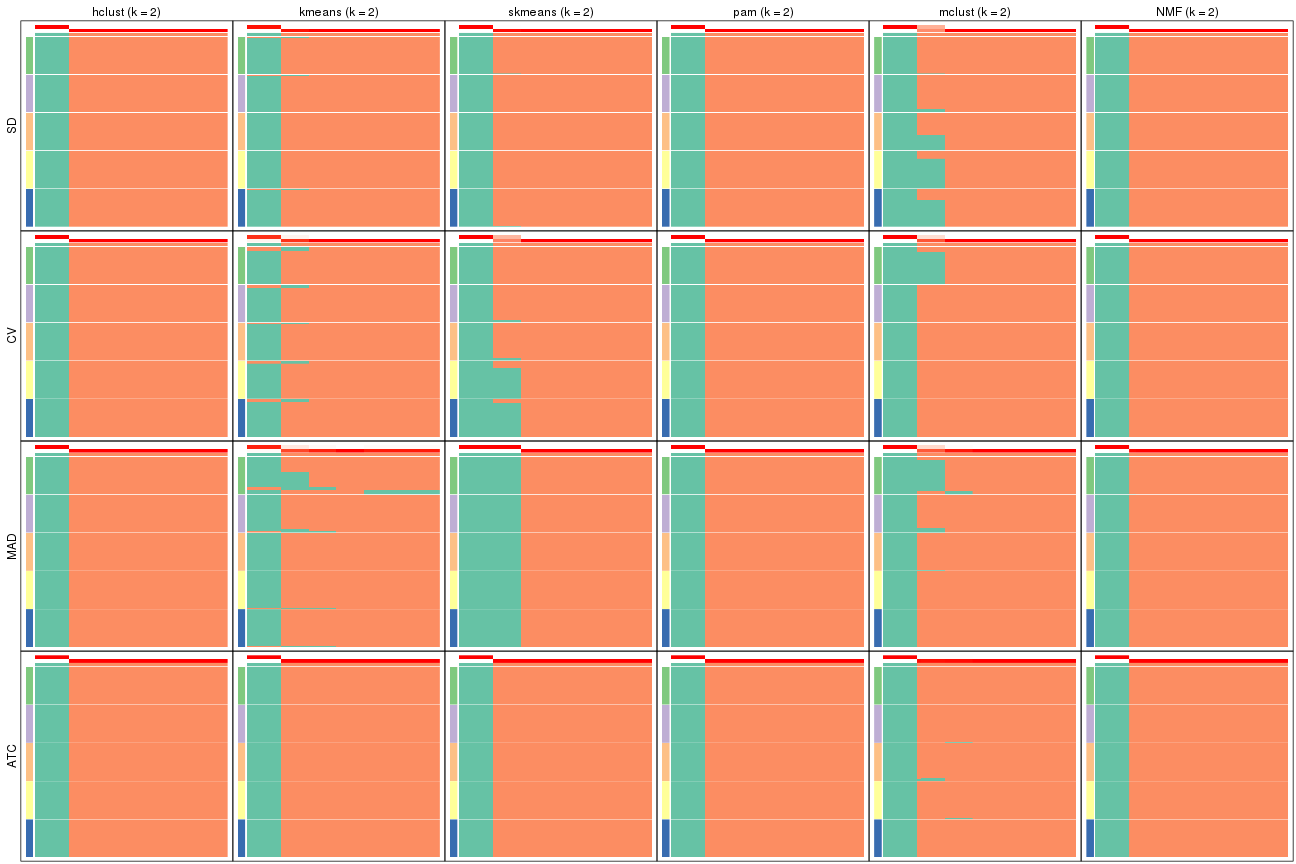 hclust (k = 2)
kmeans (k = 2)
skmeans (k = 2)
pam (k = 2)
mclust (k = 2)
NMF (k = 2)
SD
CV
MAD
ATC